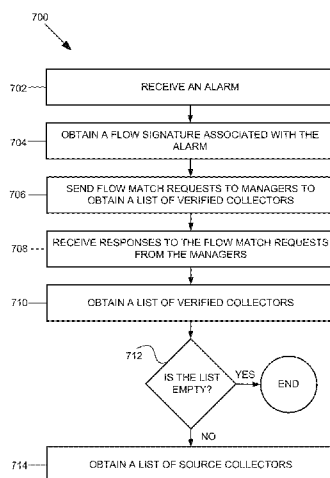 700
702
RECEIVE AN ALARM
704
OBTAIN A FLOW SIGNATURE ASSOCIATED WITH THE
ALARM
706
SEND FLOW MATCH REQUESTS TO MANAGERS TO
OBTAIN A LIST OF VERIFIED COLLECTORS
708
RECEIVE RESPONSES TO THE FLOW MATCH REQUESTS
FROM THE MANAGERS
710
OBTAIN A LIST OF VERIFIED COLLECTORS
712
IS THE LIST
EMPTY?
YES
END
NO
714
OBTAIN A LIST OF SOURCE COLLECTORS